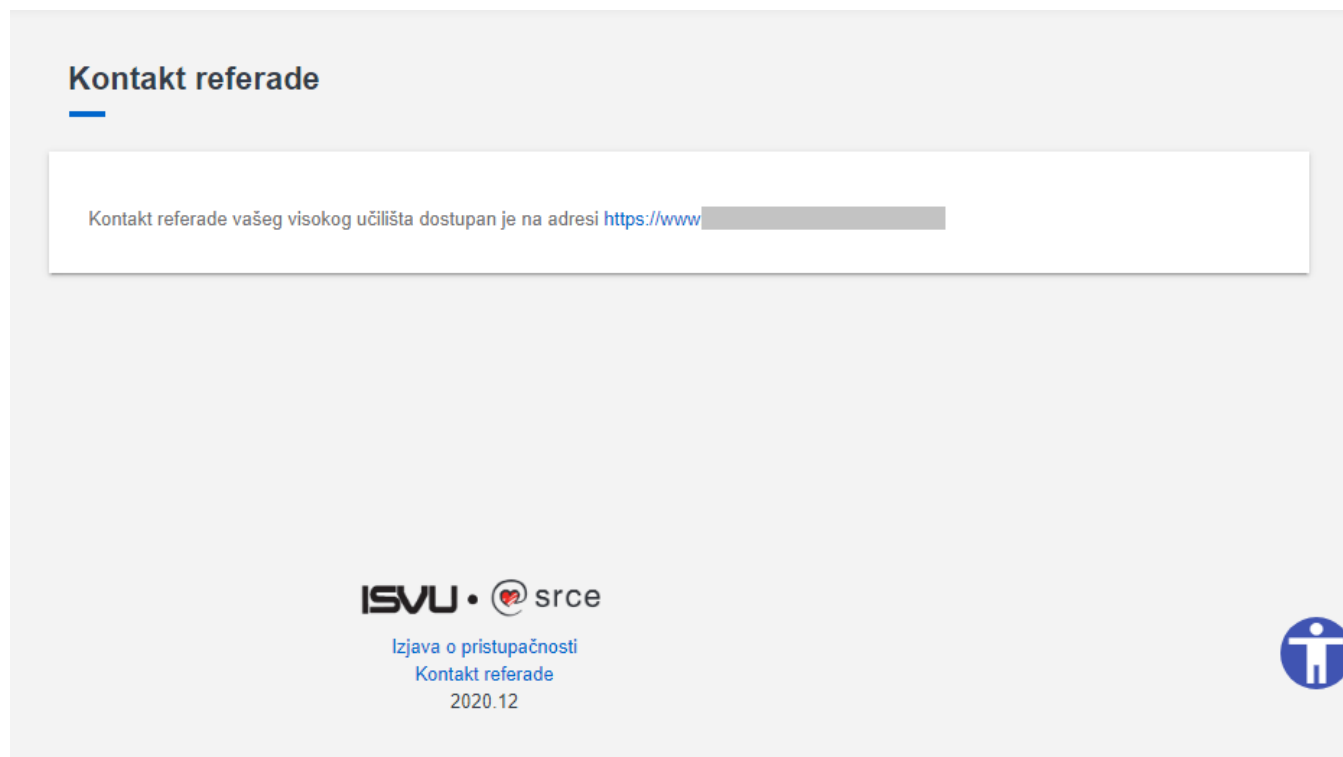 Kontakt referade
Kontakt referade vašeg visokog učilišta dostupan je na adresi https://www
ISVU • srce
Izjava o pristupačnosti
Kontakt referade
2020.12